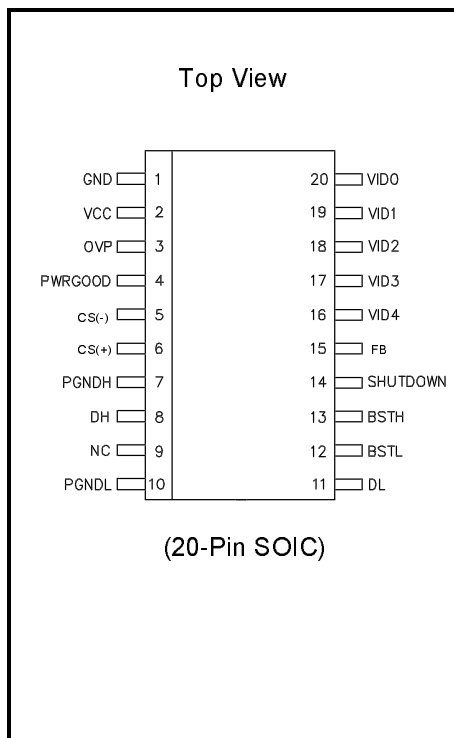 Top View
GND 1 20 VID0
VCC 2 19 VID1
OVP 3 18 VID2
PWRGOOD 4 17 VID3
CS(-) 5 16 VID4
CS(+) 6 15 FB
PGNDH 7 14 SHUTDOWN
DH 8 13 BSTH
NC 9 12 BSTL
PGNDL 10 11 DL
(20-Pin SOIC)